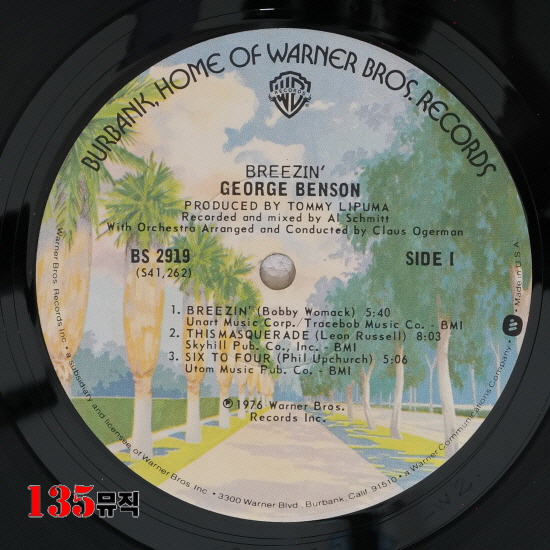 BURBANK, HOME OF WARNER BROS. RECORDS
RECORDS
BREEZIN'
GEORGE BENSON
PRODUCED BY TOMMY LIPUMA
Recorded and mixed by Al Schmitt
With Orchestra Arranged and Conducted by Claus Ogerman
BS 2919
(S41,262)
SIDE I
1. BREEZIN' (Bobby Womack) 5:40
Unart Music Corp./Tracebob Music Co. - BMI
2. THIS MASQUERADE (Leon Russell) 8:03
Skyhill Pub. Co., Inc. - BMI
3. SIX TO FOUR (Phil Upchurch) 5:06
Utom Music Pub. Co. - BMI
℗1976 Warner Bros.
Records Inc.
Warner Bros. Records Inc. • a subsidiary and licensee of Warner Bros. Inc. • 3300 Warner Blvd., Burbank, Calif. 91510 • a Warner Communications Company.
Made in U.S.A.
135뮤직